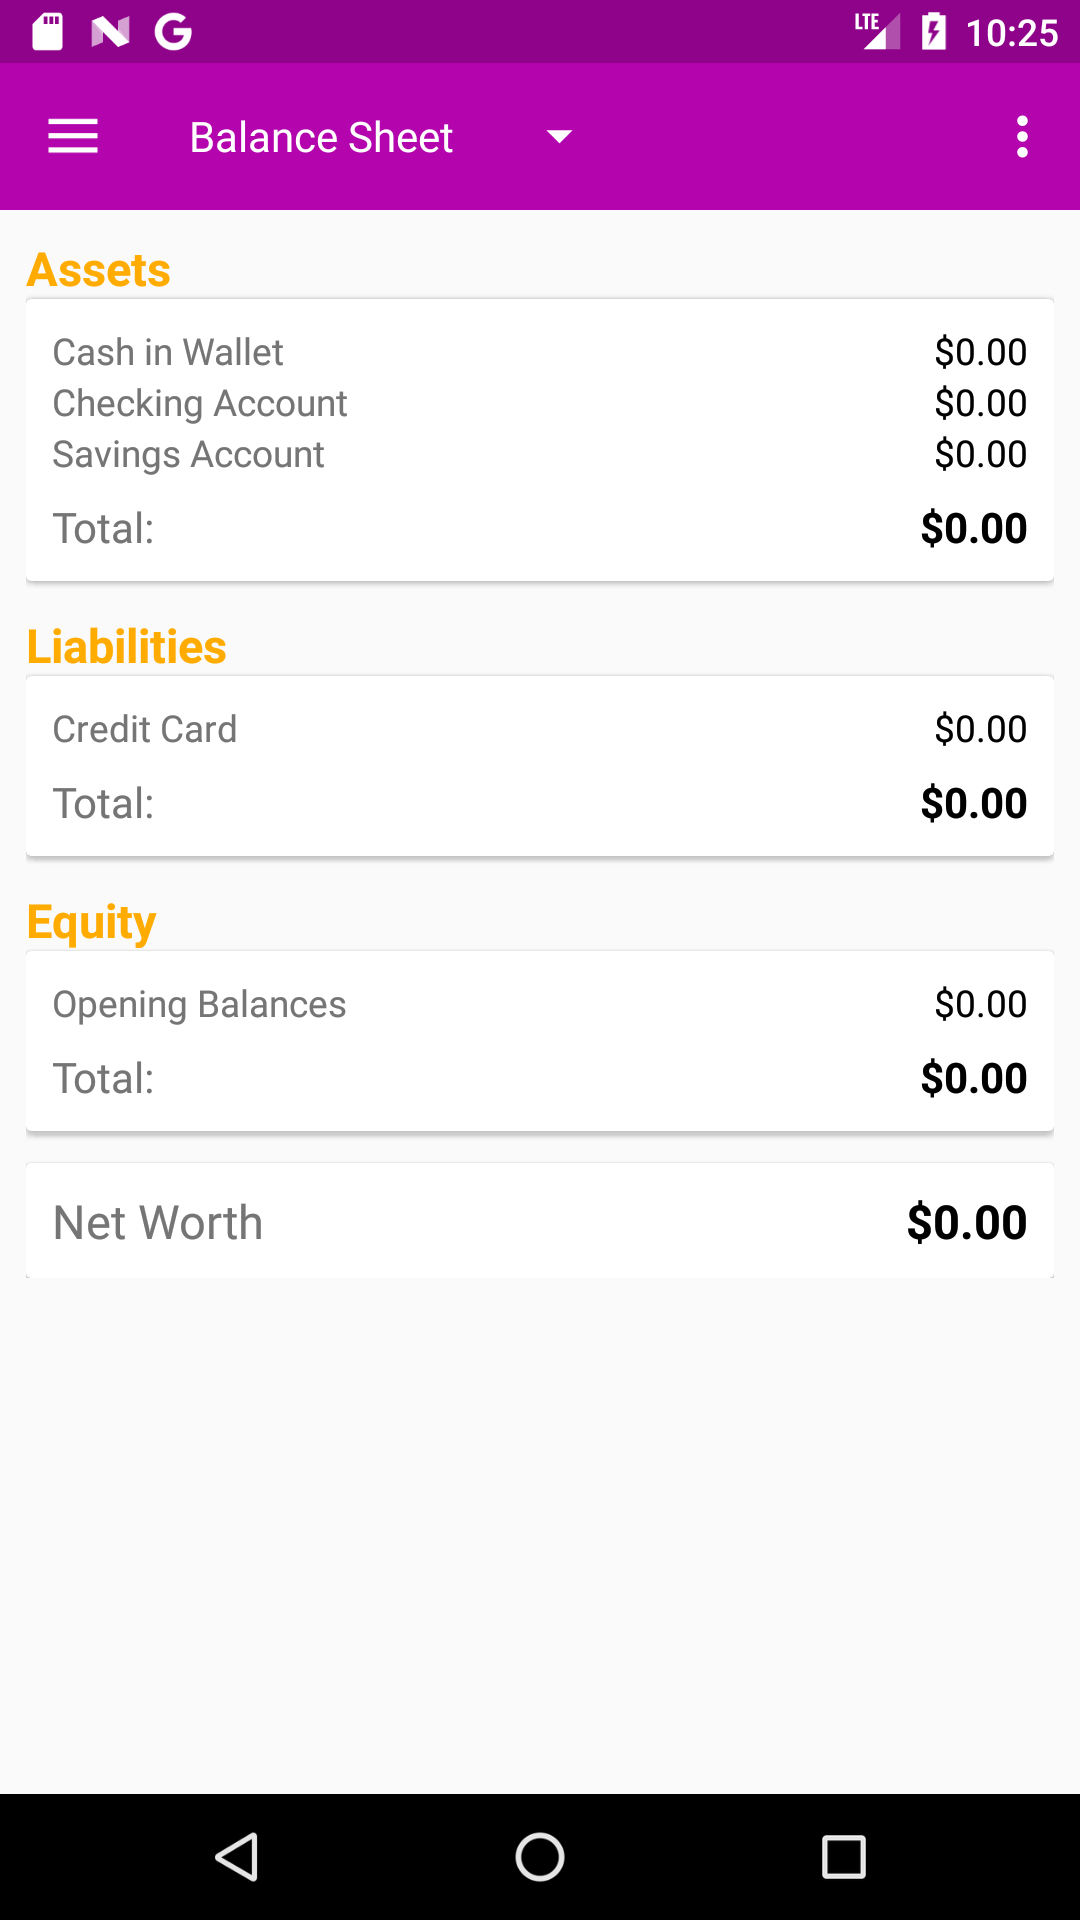 LTE 10:25
Balance Sheet
Assets
Cash in Wallet $0.00
Checking Account $0.00
Savings Account $0.00
Total: $0.00
Liabilities
Credit Card $0.00
Total: $0.00
Equity
Opening Balances $0.00
Total: $0.00
Net Worth $0.00